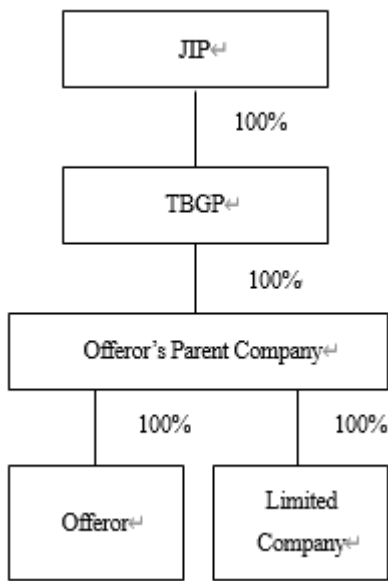 JIP↵
100%
TBGP↵
100%
Offeror's Parent Company↵
100%
100%
Offeror↵
Limited
Company↵